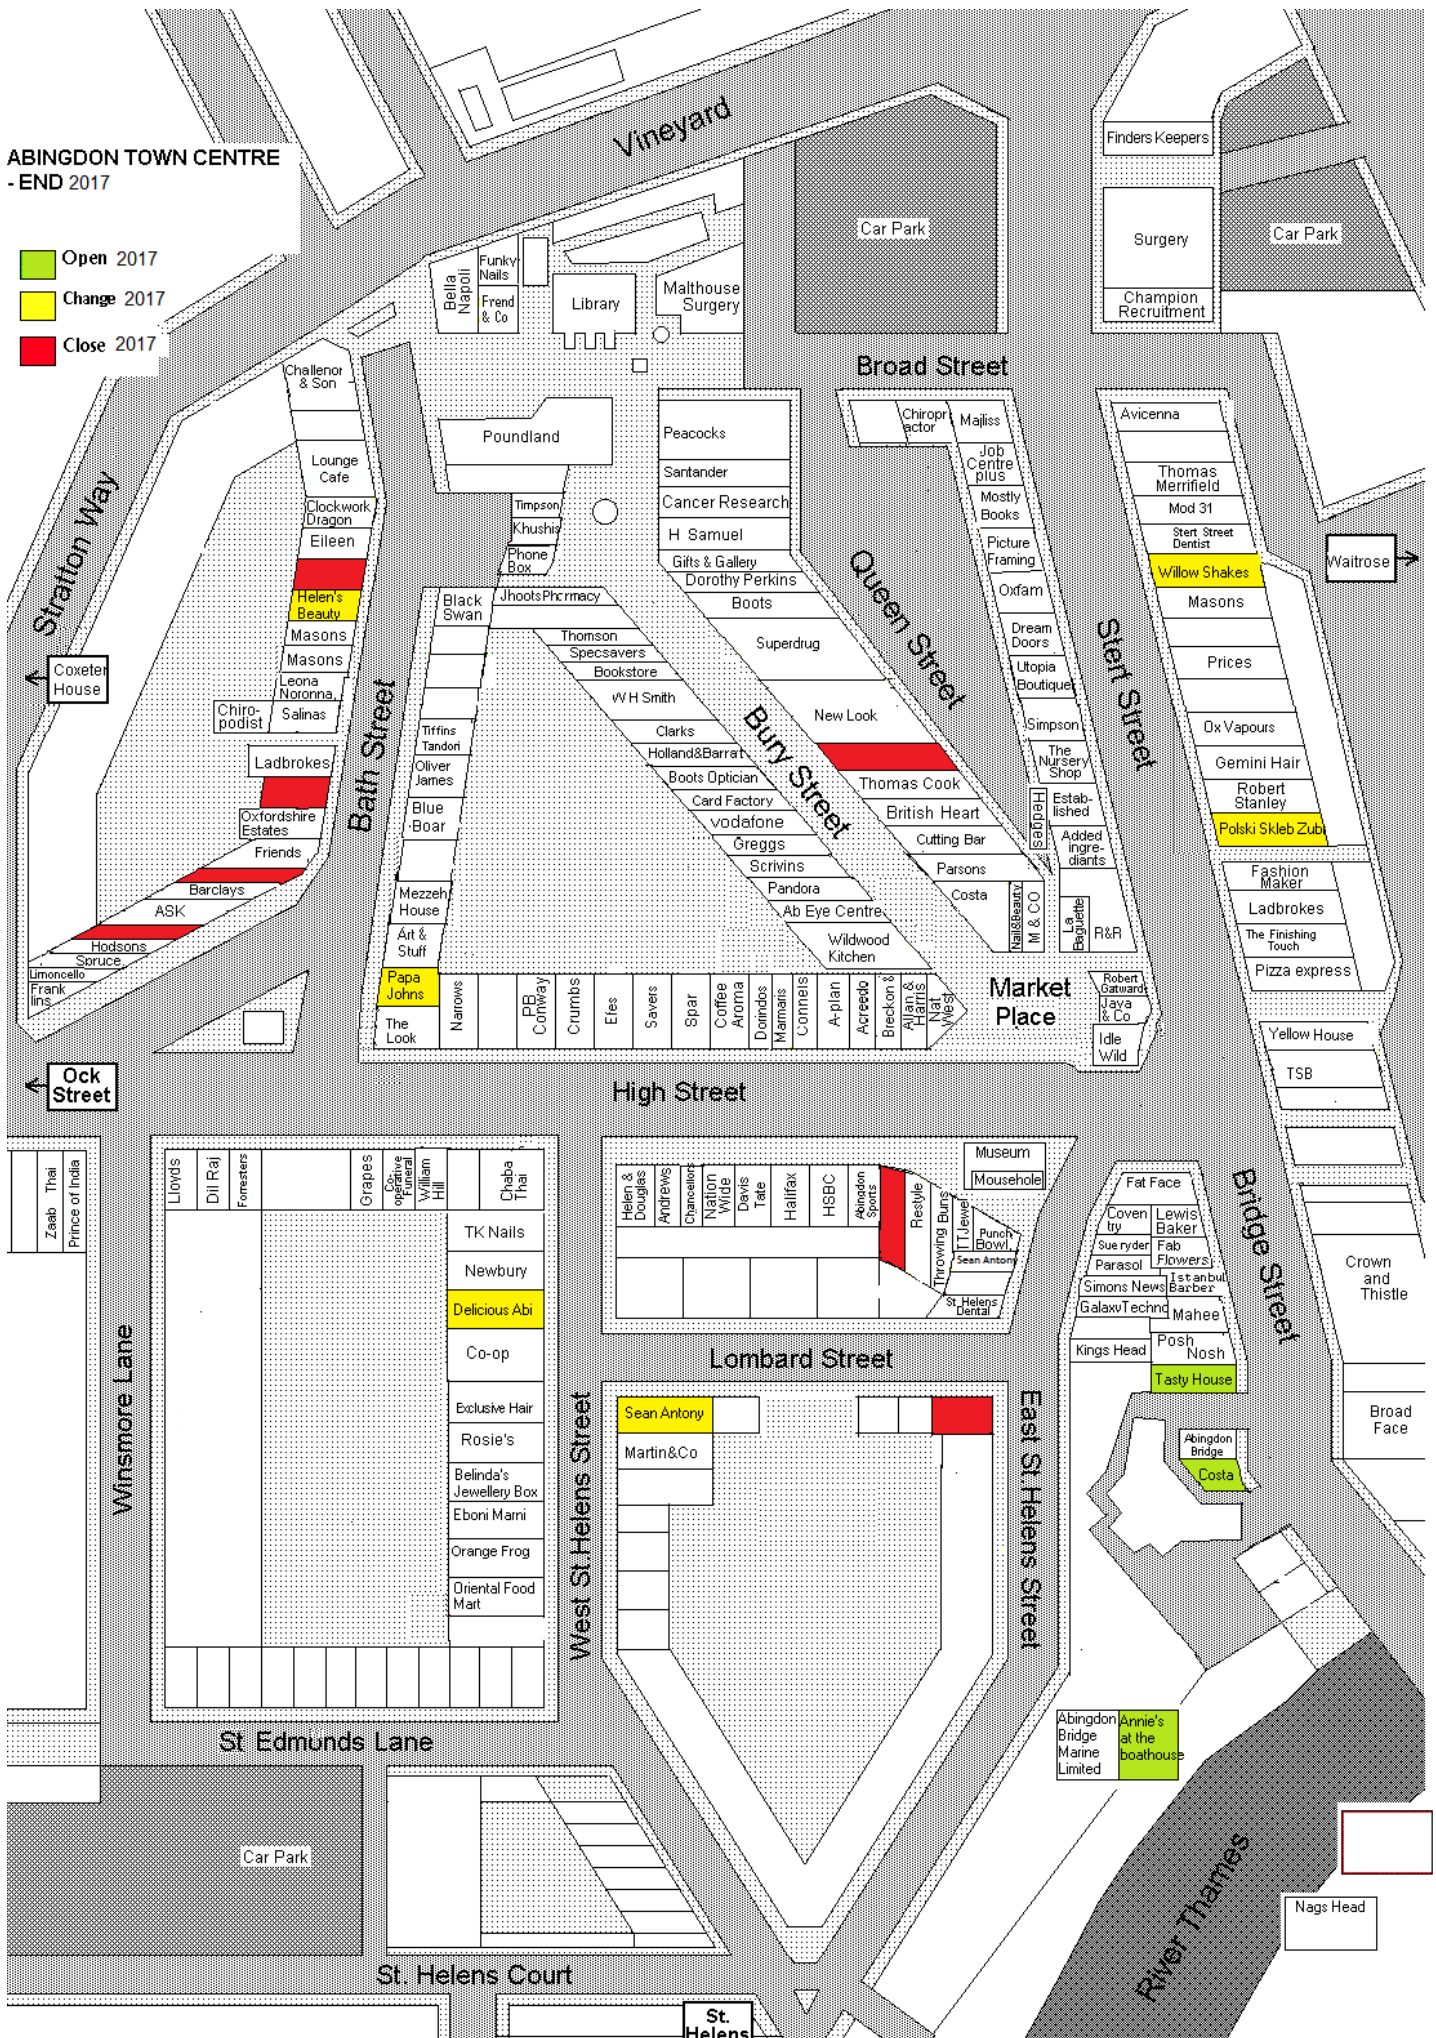 ABINGDON TOWN CENTRE
- END 2017
Open 2017
Change 2017
Close 2017
Vineyard
Finders Keepers
Car Park
Surgery
Car Park
Champion
Recruitment
Bella
Napoli
Funky
Nails
Frend
& Co
Library
Malthouse
Surgery
Broad Street
Challenor
& Son
Lounge
Cafe
Clockwork
Dragon
Eileen
Helen's
Beauty
Masons
Masons
Leona
Noronna,
Chiro-
podist
Salinas
Ladbrokes
Oxfordshire
Estates
Friends
Barclays
ASK
Hodsons
Spruce
Limoncello
Frank
lins
Stratton Way
Coxeter
House
Bath Street
Poundland
Timpson
Khushis
Phone
Box
Black
Swan
Jhoots Phcrmacy
Tiffins
Tandori
Oliver
James
Blue
Boar
Mezzeh
House
Art &
Stuff
Papa
Johns
The
Look
Thomson
Specsavers
Bookstore
W H Smith
Clarks
Holland&Barrat
Boots Optician
Card Factory
vodafone
Greggs
Scrivins
Pandora
Ab Eye Centre
Wildwood
Kitchen
Bury Street
Peacocks
Santander
Cancer Research
H Samuel
Gifts & Gallery
Dorothy Perkins
Boots
Superdrug
New Look
Thomas Cook
British Heart
Cutting Bar
Parsons
Costa
Nail&Beauty
M & CO
Queen Street
Chiropr
actor
Majliss
Job
Centre
plus
Mostly
Books
Picture
Framing
Oxfam
Dream
Doors
Utopia
Boutique
Simpson
The
Nursery
Shop
Hedges
Estab-
lished
Added
ingre-
diants
La
Baguette
R&R
Stert Street
Avicenna
Thomas
Merrifield
Mod 31
Stert Street
Dentist
Willow Shakes
Masons
Prices
Ox Vapours
Gemini Hair
Robert
Stanley
Polski Skleb Zubi
Fashion
Maker
Ladbrokes
The Finishing
Touch
Pizza express
Yellow House
TSB
Waitrose
Narrows
PB
Conway
Crumbs
Efes
Savers
Spar
Coffee
Aroma
Dorindos
Marmaris
Connels
A-plan
Acreedo
Breckon &
Allan &
Harris
Nat
West
Market
Place
Robert
Gatward
Java
& Co
Idle
Wild
Ock
Street
High Street
Zaab Thai
Prince of India
Lloyds
Dil Raj
Forresters
Grapes
Co-
operative
Funeral
William
Hill
Chaba
Thai
TK Nails
Newbury
Delicious Abi
Co-op
Exclusive Hair
Rosie's
Belinda's
Jewellery Box
Eboni Marni
Orange Frog
Oriental Food
Mart
Winsmore Lane
West St.Helens Street
Helen &
Douglas
Andrews
Chancellors
Nation
Wide
Davis
Tate
Halifax
HSBC
Abingdon
Sports
Restyle
Throwing Buns
TTJewel
Punch
Bowl,
Sean Antony
St.Helens
Dental
Museum
Mousehole
Lombard Street
Sean Antony
Martin&Co
East St.Helens Street
Fat Face
Coven
try
Lewis
Baker
Sue ryder
Fab
Flowers
Parasol
Simons News
Istanbul
Barber
GalaxyTechno
Mahee
Kings Head
Posh
Nosh
Tasty House
Abingdon
Bridge
Costa
Bridge Street
Crown
and
Thistle
Broad
Face
St Edmunds Lane
Car Park
St. Helens Court
St.
Helens
Abingdon
Bridge
Marine
Limited
Annie's
at the
boathouse
River Thames
Nags Head